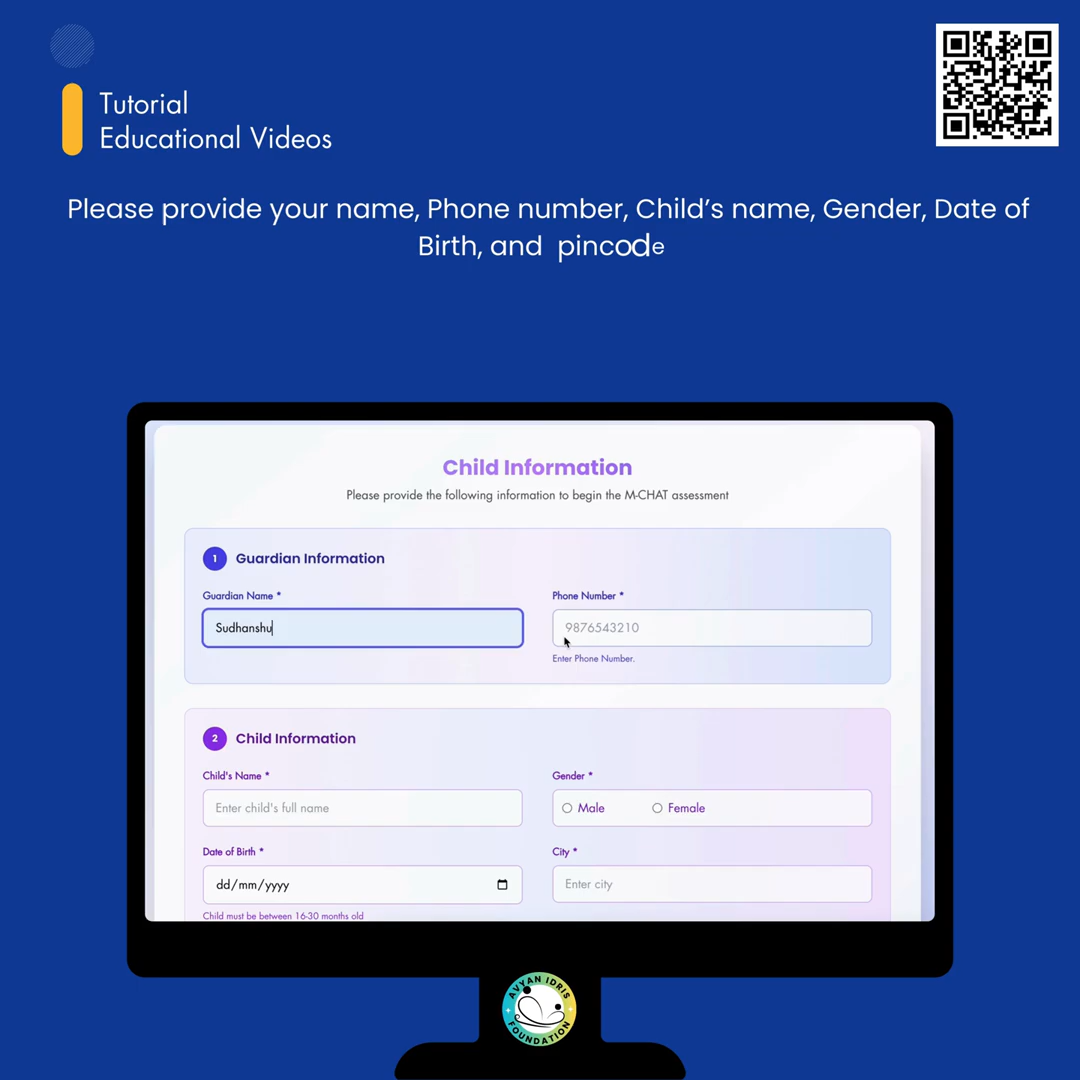 Tutorial
Educational Videos
Please provide your name, Phone number, Child's name, Gender, Date of
Birth, and pincode
Child Information
Please provide the following information to begin the M-CHAT assessment
1 Guardian Information
Guardian Name * Phone Number *
Sudhanshu 9876543210
Enter Phone Number.
2 Child Information
Child's Name * Gender *
Enter child's full name Male Female
Date of Birth * City *
dd/mm/yyyy Enter city
Child must be between 16-30 months old
AVYAN IDRIS
FOUNDATION